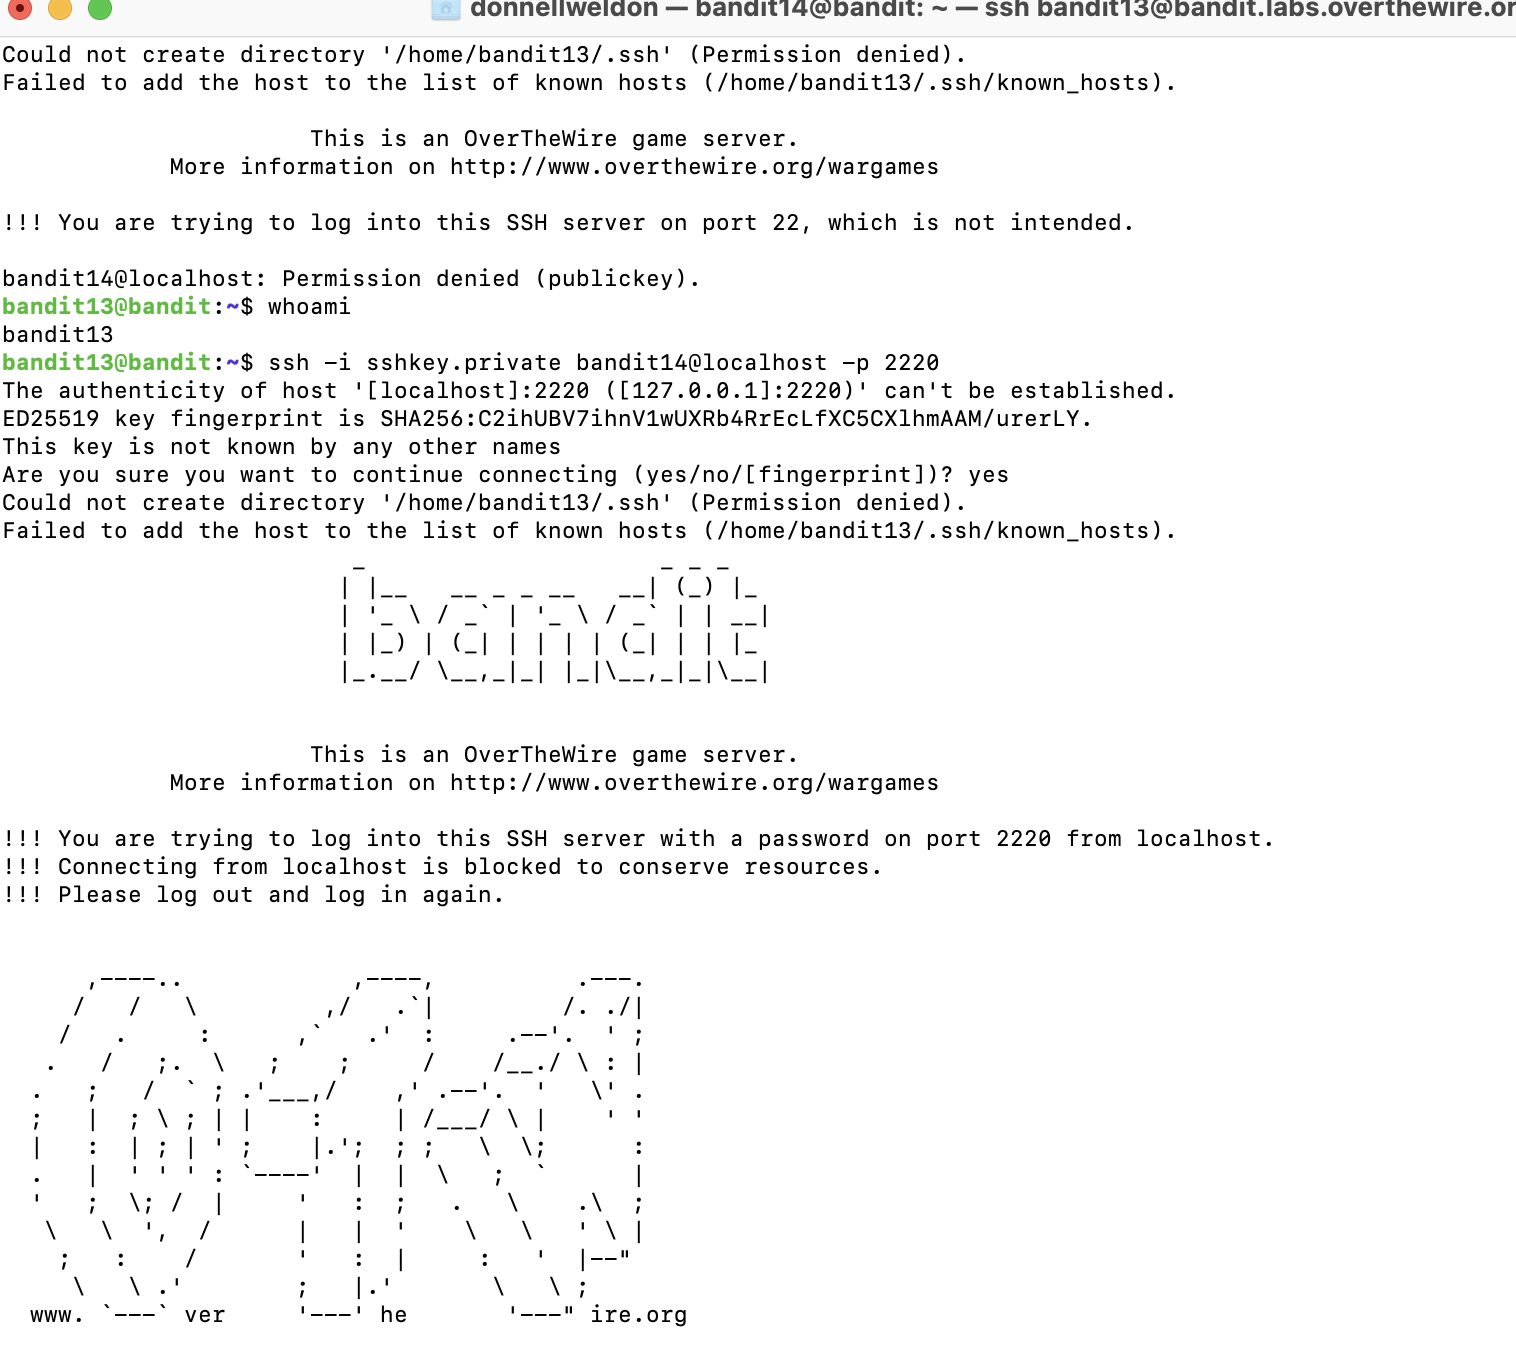 donnellweldon — bandit14@bandit: ~ — ssh bandit13@bandit.labs.overthewire.or
Could not create directory '/home/bandit13/.ssh' (Permission denied).
Failed to add the host to the list of known hosts (/home/bandit13/.ssh/known_hosts).
This is an OverTheWire game server.
More information on http://www.overthewire.org/wargames
!!! You are trying to log into this SSH server on port 22, which is not intended.
bandit14@localhost: Permission denied (publickey).
bandit13@bandit:~$ whoami
bandit13
bandit13@bandit:~$ ssh -i sshkey.private bandit14@localhost -p 2220
The authenticity of host '[localhost]:2220 ([127.0.0.1]:2220)' can't be established.
ED25519 key fingerprint is SHA256:C2ihUBV7ihnV1wUXRb4RrEcLfXC5CXlhmAAM/urerLY.
This key is not known by any other names
Are you sure you want to continue connecting (yes/no/[fingerprint])? yes
Could not create directory '/home/bandit13/.ssh' (Permission denied).
Failed to add the host to the list of known hosts (/home/bandit13/.ssh/known_hosts).
bandit
This is an OverTheWire game server.
More information on http://www.overthewire.org/wargames
!!! You are trying to log into this SSH server with a password on port 2220 from localhost.
!!! Connecting from localhost is blocked to conserve resources.
!!! Please log out and log in again.
OTW
www. ver he ire.org